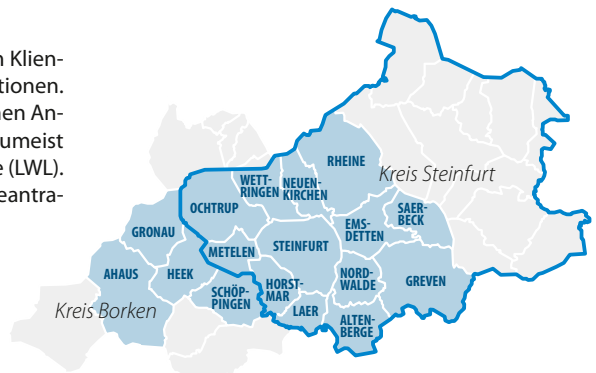 n Klien-
tionen.
nen An-
umeist
e (LWL).
eantra-
RHEINE
Kreis Steinfurt
WETT-
RINGEN
NEUEN-
KIRCHEN
OCHTRUP
SAER-
BECK
EMS-
DETTEN
GRONAU
STEINFURT
METELEN
AHAUS
HEEK
NORD-
WALDE
GREVEN
SCHÖP-
PINGEN
HORST-
MAR
Kreis Borken
LAER
ALTEN-
BERGE